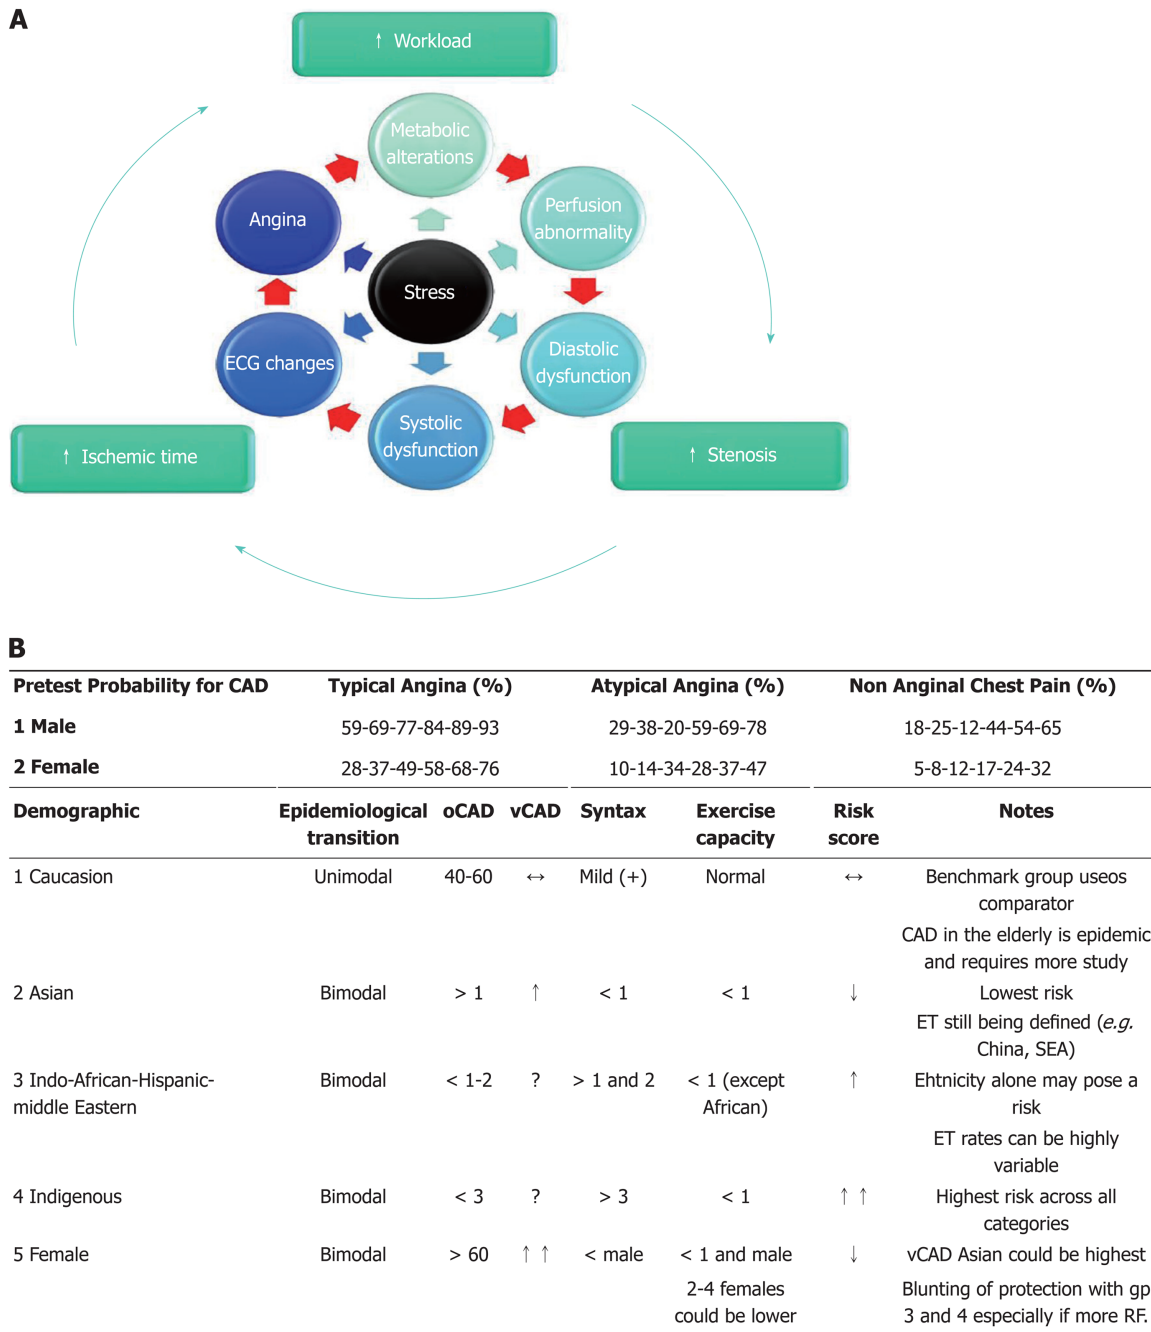 A
↑ Workload
Metabolic
alterations
Angina
Perfusion
abnormality
Stress
ECG changes
Diastolic
dysfunction
Systolic
dysfunction
↑ Ischemic time
↑ Stenosis
B
Pretest Probability for CAD Typical Angina (%) Atypical Angina (%) Non Anginal Chest Pain (%)
1 Male 59-69-77-84-89-93 29-38-20-59-69-78 18-25-12-44-54-65
2 Female 28-37-49-58-68-76 10-14-34-28-37-47 5-8-12-17-24-32
Demographic Epidemiological oCAD vCAD Syntax Exercise Risk Notes
transition capacity score
1 Caucasion Unimodal 40-60 ↔ Mild (+) Normal ↔ Benchmark group useos
comparator
CAD in the elderly is epidemic
and requires more study
2 Asian Bimodal > 1 ↑ < 1 < 1 ↓ Lowest risk
ET still being defined (e.g.
China, SEA)
3 Indo-African-Hispanic- Bimodal < 1-2 ? > 1 and 2 < 1 (except ↑ Ehtnicity alone may pose a
middle Eastern African) risk
ET rates can be highly
variable
4 Indigenous Bimodal < 3 ? > 3 < 1 ↑ ↑ Highest risk across all
categories
5 Female Bimodal > 60 ↑ ↑ < male < 1 and male ↓ vCAD Asian could be highest
2-4 females Blunting of protection with gp
could be lower 3 and 4 especially if more RF.